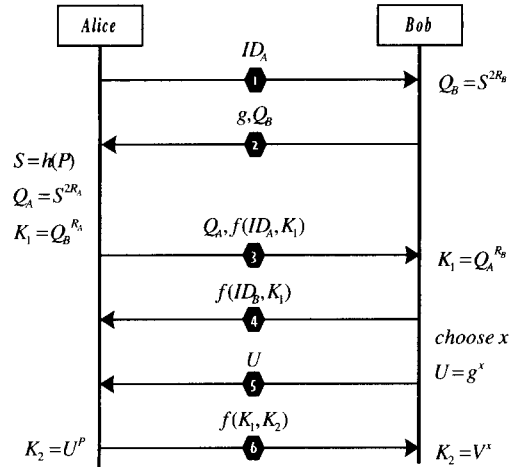 Alice
Bob
ID_A
1
Q_B = S^{2R_B}
g, Q_B
2
S = h(P)
Q_A = S^{2R_A}
K_1 = Q_B^{R_A}
Q_A, f(ID_A, K_1)
3
K_1 = Q_A^{R_B}
f(ID_B, K_1)
4
choose x
U
5
U = g^x
f(K_1, K_2)
6
K_2 = U^P
K_2 = V^x